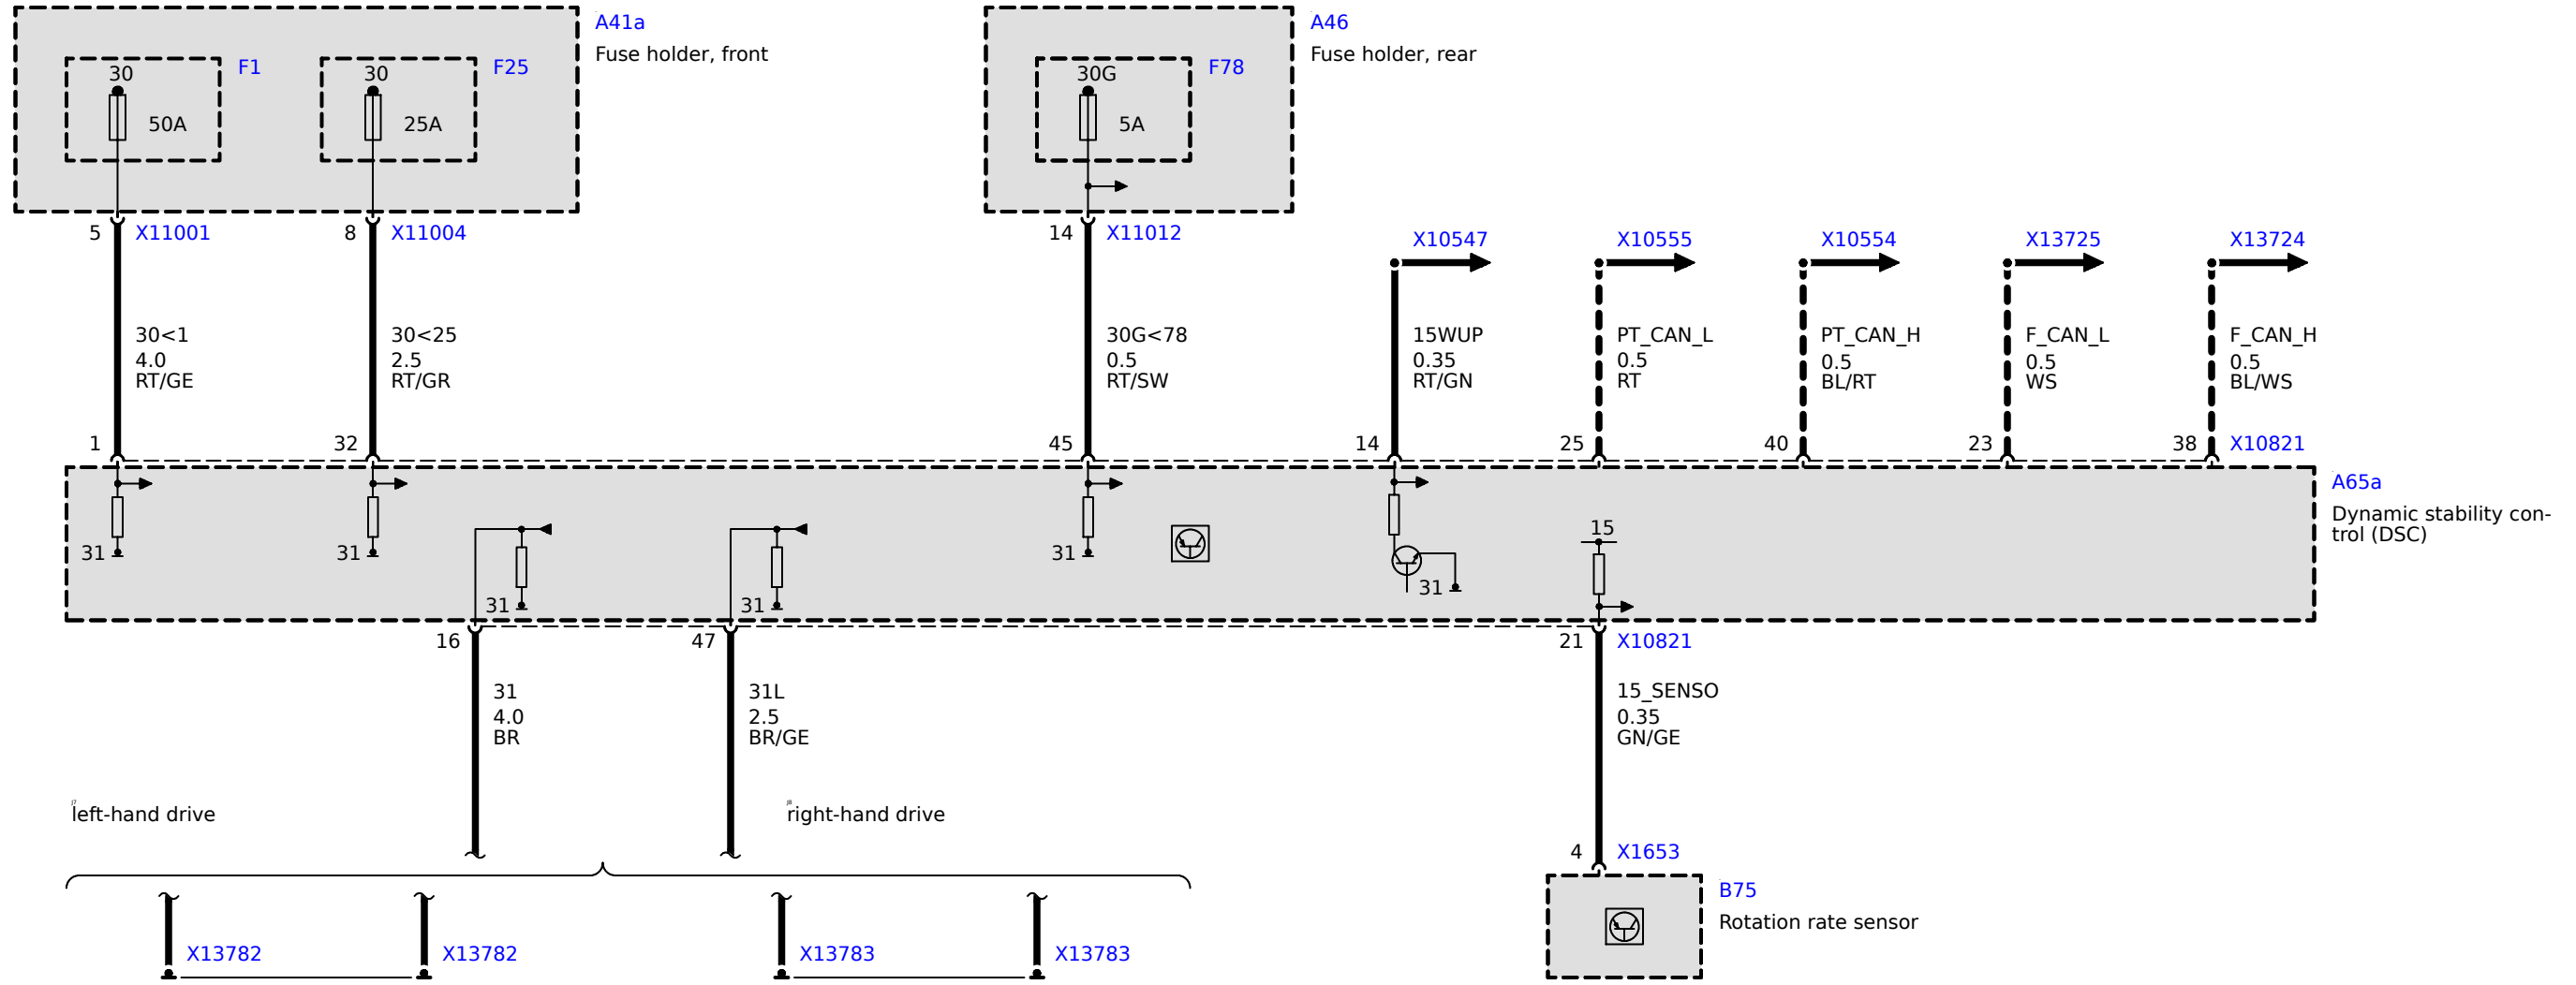 A41a
Fuse holder, front
30
F1
50A
30
F25
25A
A46
Fuse holder, rear
30G
F78
5A
5
X11001
8
X11004
14
X11012
X10547
X10555
X10554
X13725
X13724
30<1
4.0
RT/GE
30<25
2.5
RT/GR
30G<78
0.5
RT/SW
15WUP
0.35
RT/GN
PT_CAN_L
0.5
RT
PT_CAN_H
0.5
BL/RT
F_CAN_L
0.5
WS
F_CAN_H
0.5
BL/WS
1
32
45
14
25
40
23
38
X10821
A65a
Dynamic stability con-
trol (DSC)
31
31
31
31
31
31
15
16
47
21
X10821
31
4.0
BR
31L
2.5
BR/GE
15_SENSO
0.35
GN/GE
left-hand drive
right-hand drive
4
X1653
B75
Rotation rate sensor
X13782
X13782
X13783
X13783